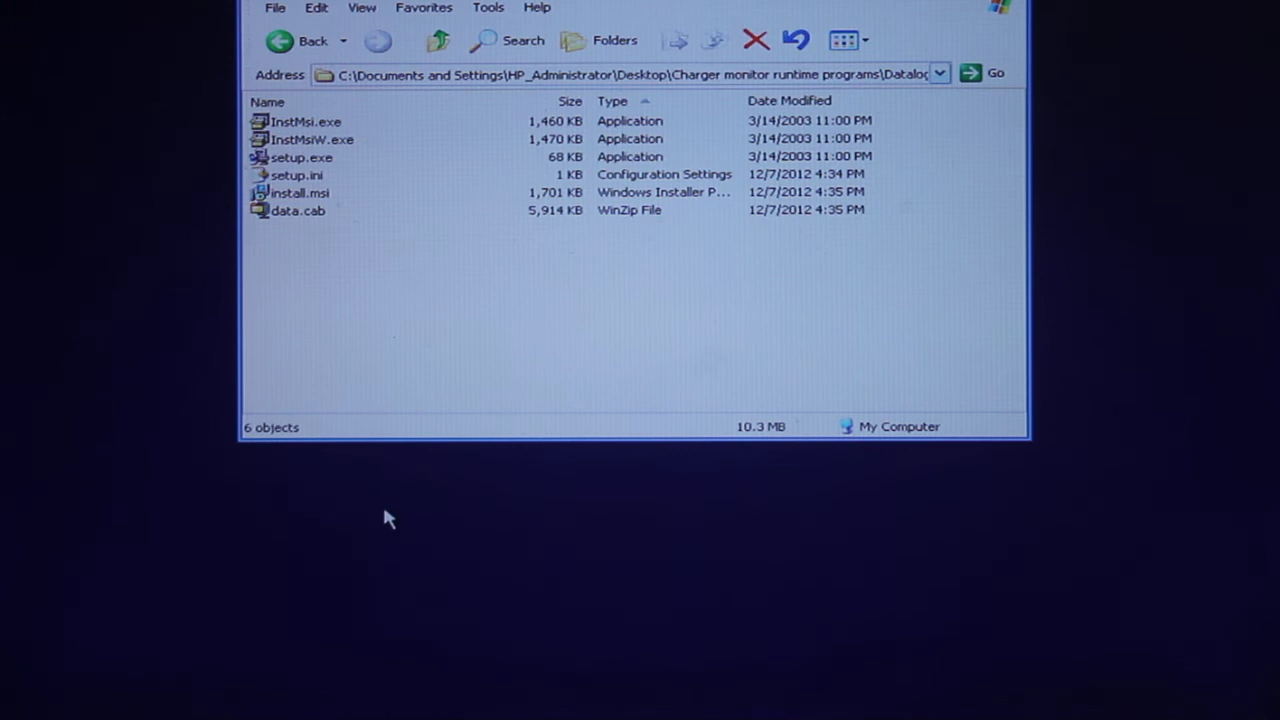 File Edit View Favorites Tools Help
Back Search Folders
Address C:\Documents and Settings\HP_Administrator\Desktop\Charger monitor runtime programs\Datalog Go
Name Size Type Date Modified
InstMsi.exe 1,460 KB Application 3/14/2003 11:00 PM
InstMsiW.exe 1,470 KB Application 3/14/2003 11:00 PM
setup.exe 68 KB Application 3/14/2003 11:00 PM
setup.ini 1 KB Configuration Settings 12/7/2012 4:34 PM
install.msi 1,701 KB Windows Installer P... 12/7/2012 4:35 PM
data.cab 5,914 KB WinZip File 12/7/2012 4:35 PM
6 objects 10.3 MB My Computer